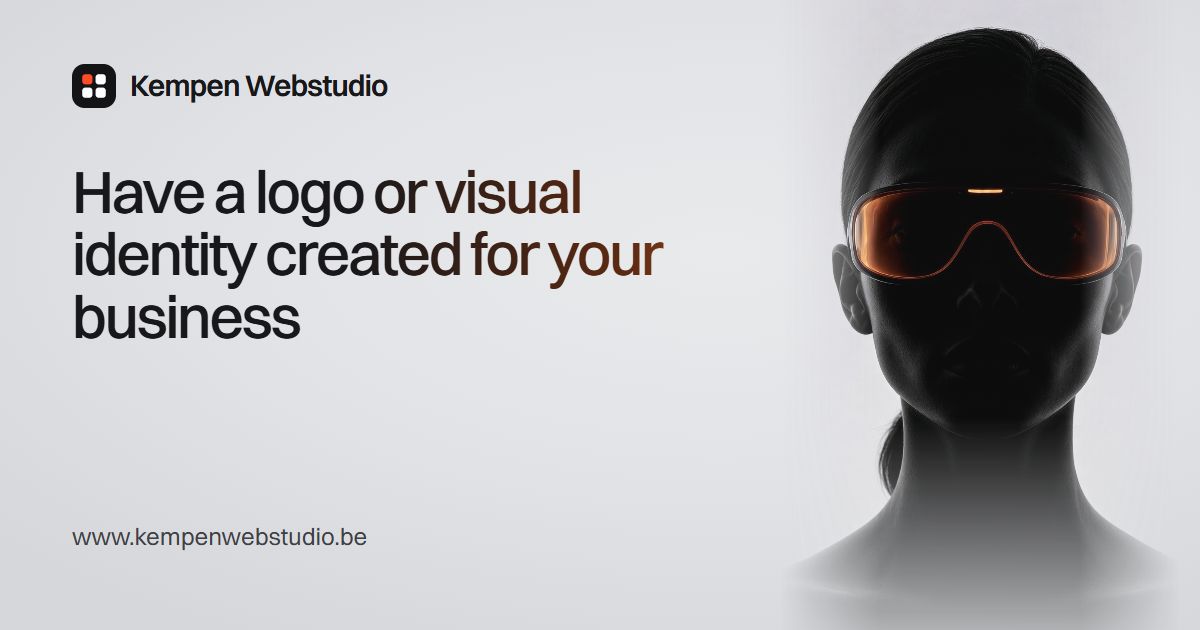 Kempen Webstudio
Have a logo or visual
identity created for your
business
www.kempenwebstudio.be